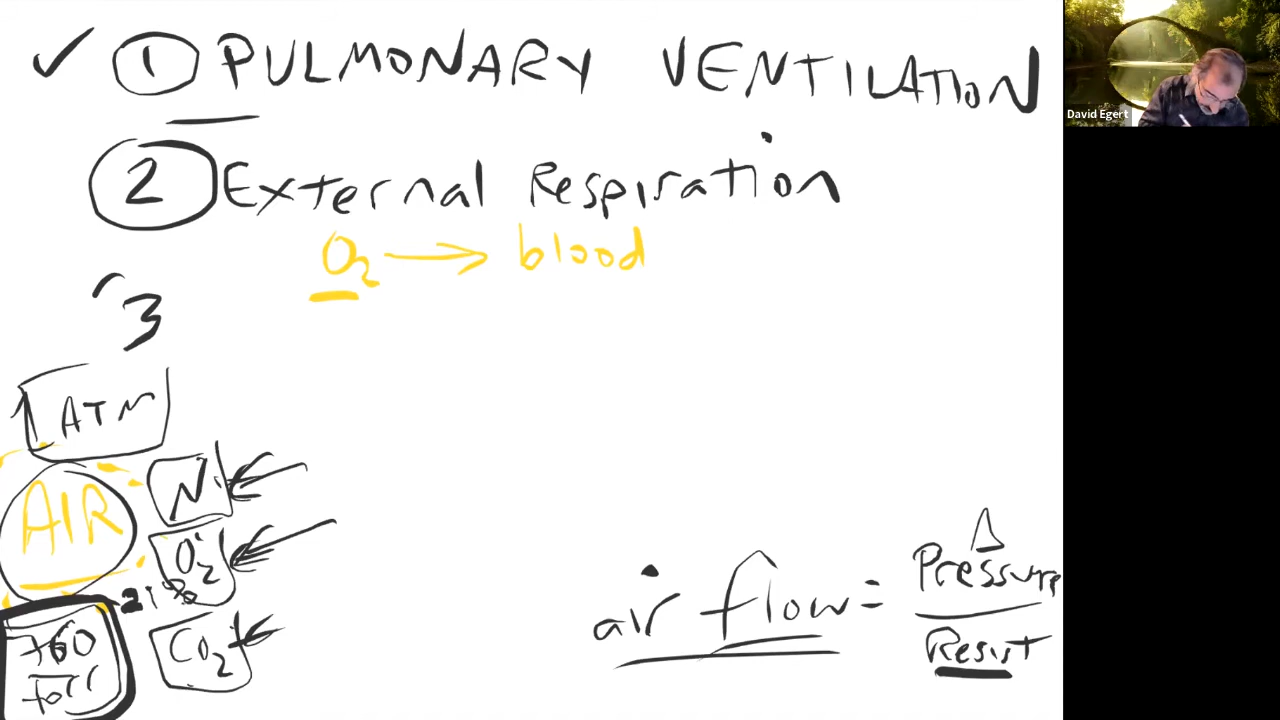 ✓ 1 PULMONARY VENTILATION
David Egert
2 External Respiration
O2 → blood
3
1 ATM
AIR
N
O2
21%
760
torr
CO2
air flow = Δ Pressure
Resist